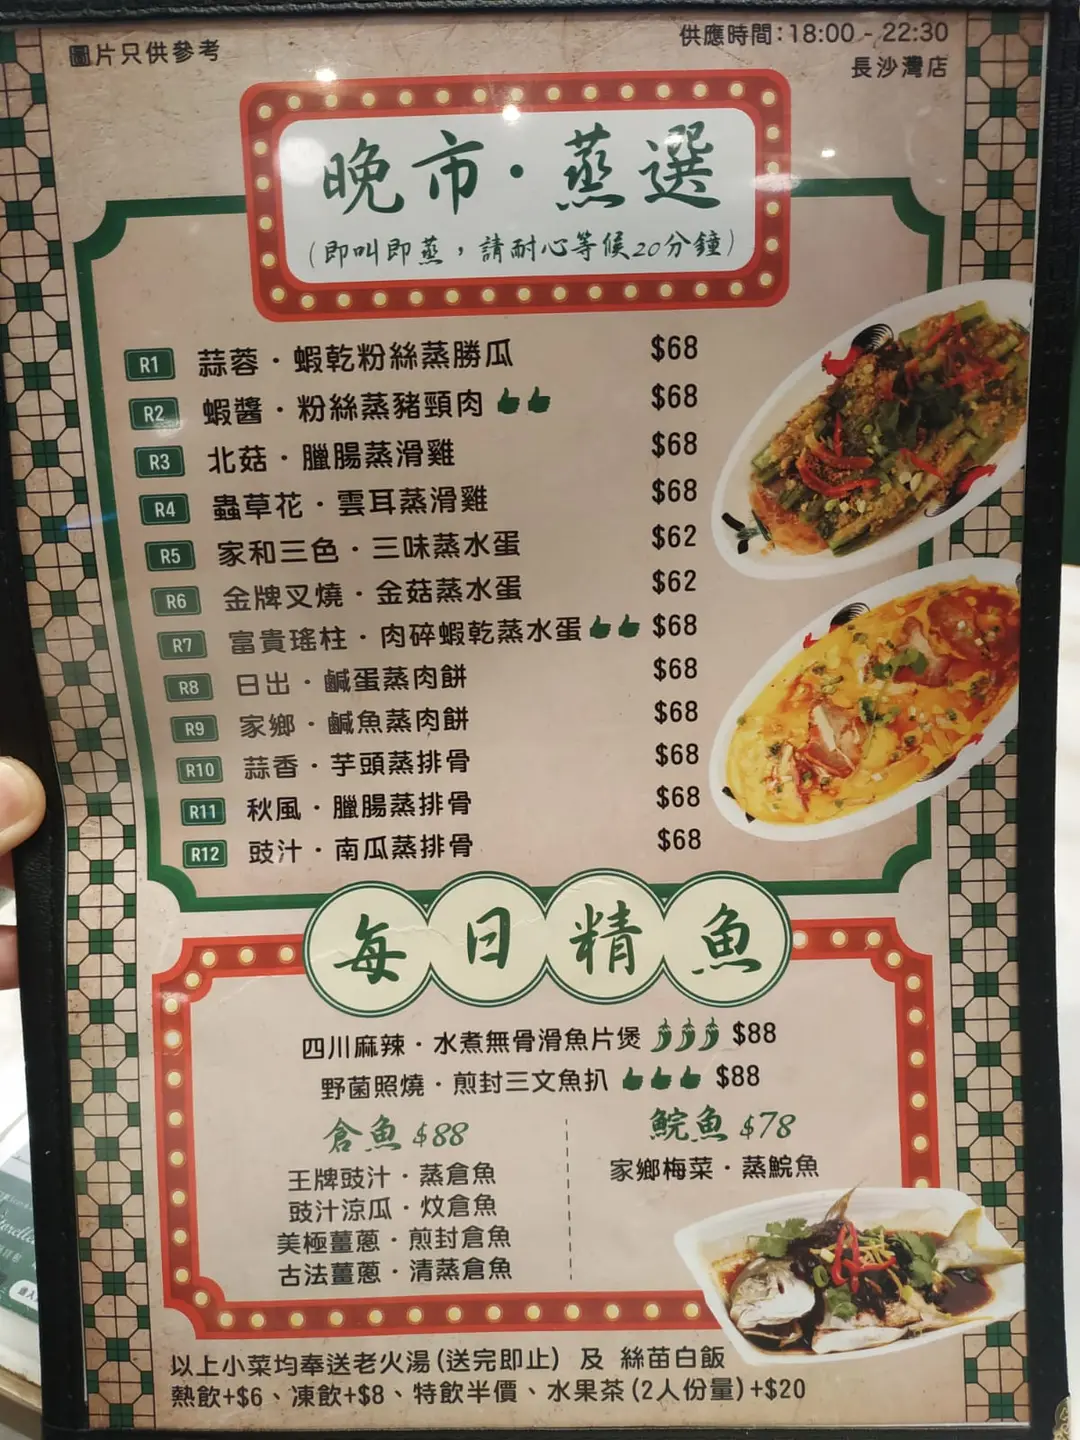 圖片只供參考
供應時間:18:00 - 22:30
長沙灣店
晚市·蒸選
(即叫即蒸,請耐心等候20分鐘)
R1 蒜蓉·蝦乾粉絲蒸勝瓜 $68
R2 蝦醬·粉絲蒸豬頸肉 $68
R3 北菇·臘腸蒸滑雞 $68
R4 蟲草花·雲耳蒸滑雞 $68
R5 家和三色·三味蒸水蛋 $62
R6 金牌叉燒·金菇蒸水蛋 $62
R7 富貴瑤柱·肉碎蝦乾蒸水蛋 $68
R8 日出·鹹蛋蒸肉餅 $68
R9 家鄉·鹹魚蒸肉餅 $68
R10 蒜香·芋頭蒸排骨 $68
R11 秋風·臘腸蒸排骨 $68
R12 豉汁·南瓜蒸排骨 $68
每日精魚
四川麻辣·水煮無骨滑魚片煲 $88
野菌照燒·煎封三文魚扒 $88
倉魚 $88
王牌豉汁·蒸倉魚
豉汁涼瓜·炆倉魚
美極薑蔥·煎封倉魚
古法薑蔥·清蒸倉魚
鯇魚 $78
家鄉梅菜·蒸鯇魚
以上小菜均奉送老火湯(送完即止) 及 絲苗白飯
熱飲+$6、凍飲+$8、特飲半價、水果茶(2人份量)+$20